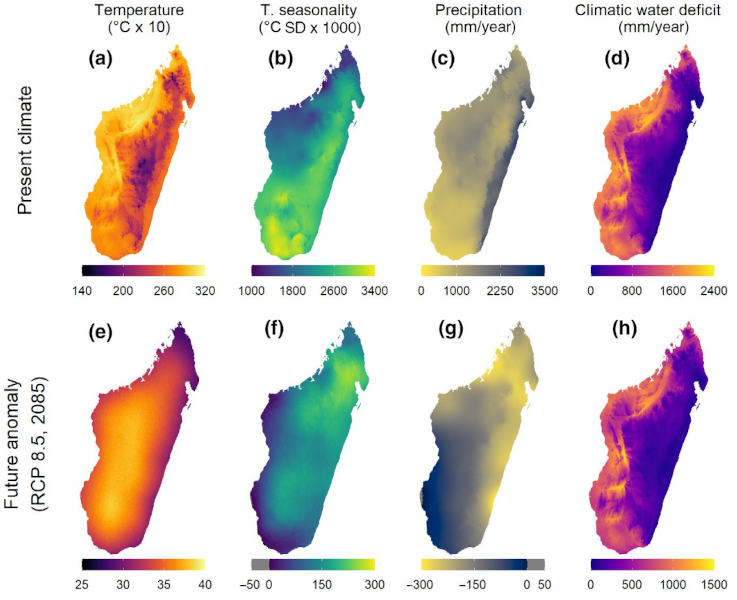 Temperature T. seasonality Precipitation Climatic water deficit
(°C x 10) (°C SD x 1000) (mm/year) (mm/year)
(a) (b) (c) (d)
Present climate
140 200 260 320 1000 1800 2600 3400 0 1000 2250 3500 0 800 1600 2400
(e) (f) (g) (h)
Future anomaly
(RCP 8.5, 2085)
25 30 35 40 −50 0 150 300 −300 −150 0 50 0 500 1000 1500